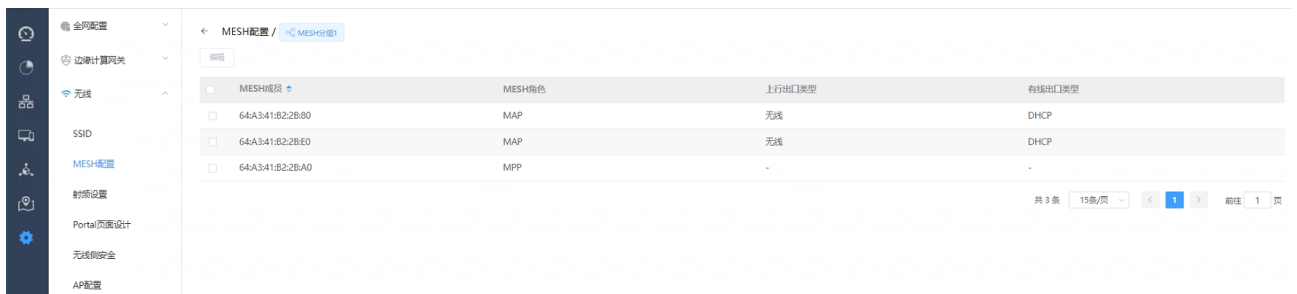 全网配置
边缘计算网关
无线
SSID
MESH配置
射频设置
Portal页面设计
无线侧安全
AP配置
MESH配置 / MESH分组1
编辑
MESH成员 MESH角色 上行出口类型 有线出口类型
64:A3:41:B2:2B:80 MAP 无线 DHCP
64:A3:41:B2:2B:E0 MAP 无线 DHCP
64:A3:41:B2:2B:A0 MPP - -
共 3 条 15条/页 1 前往 1 页